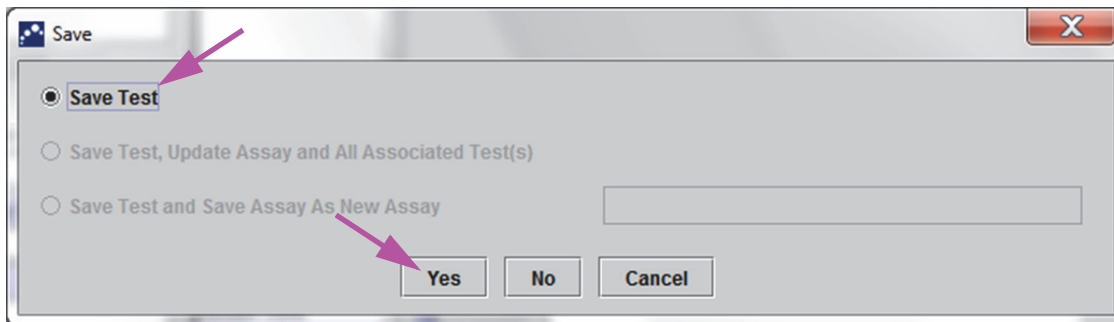 Save
Save Test
Save Test, Update Assay and All Associated Test(s)
Save Test and Save Assay As New Assay
Yes No Cancel